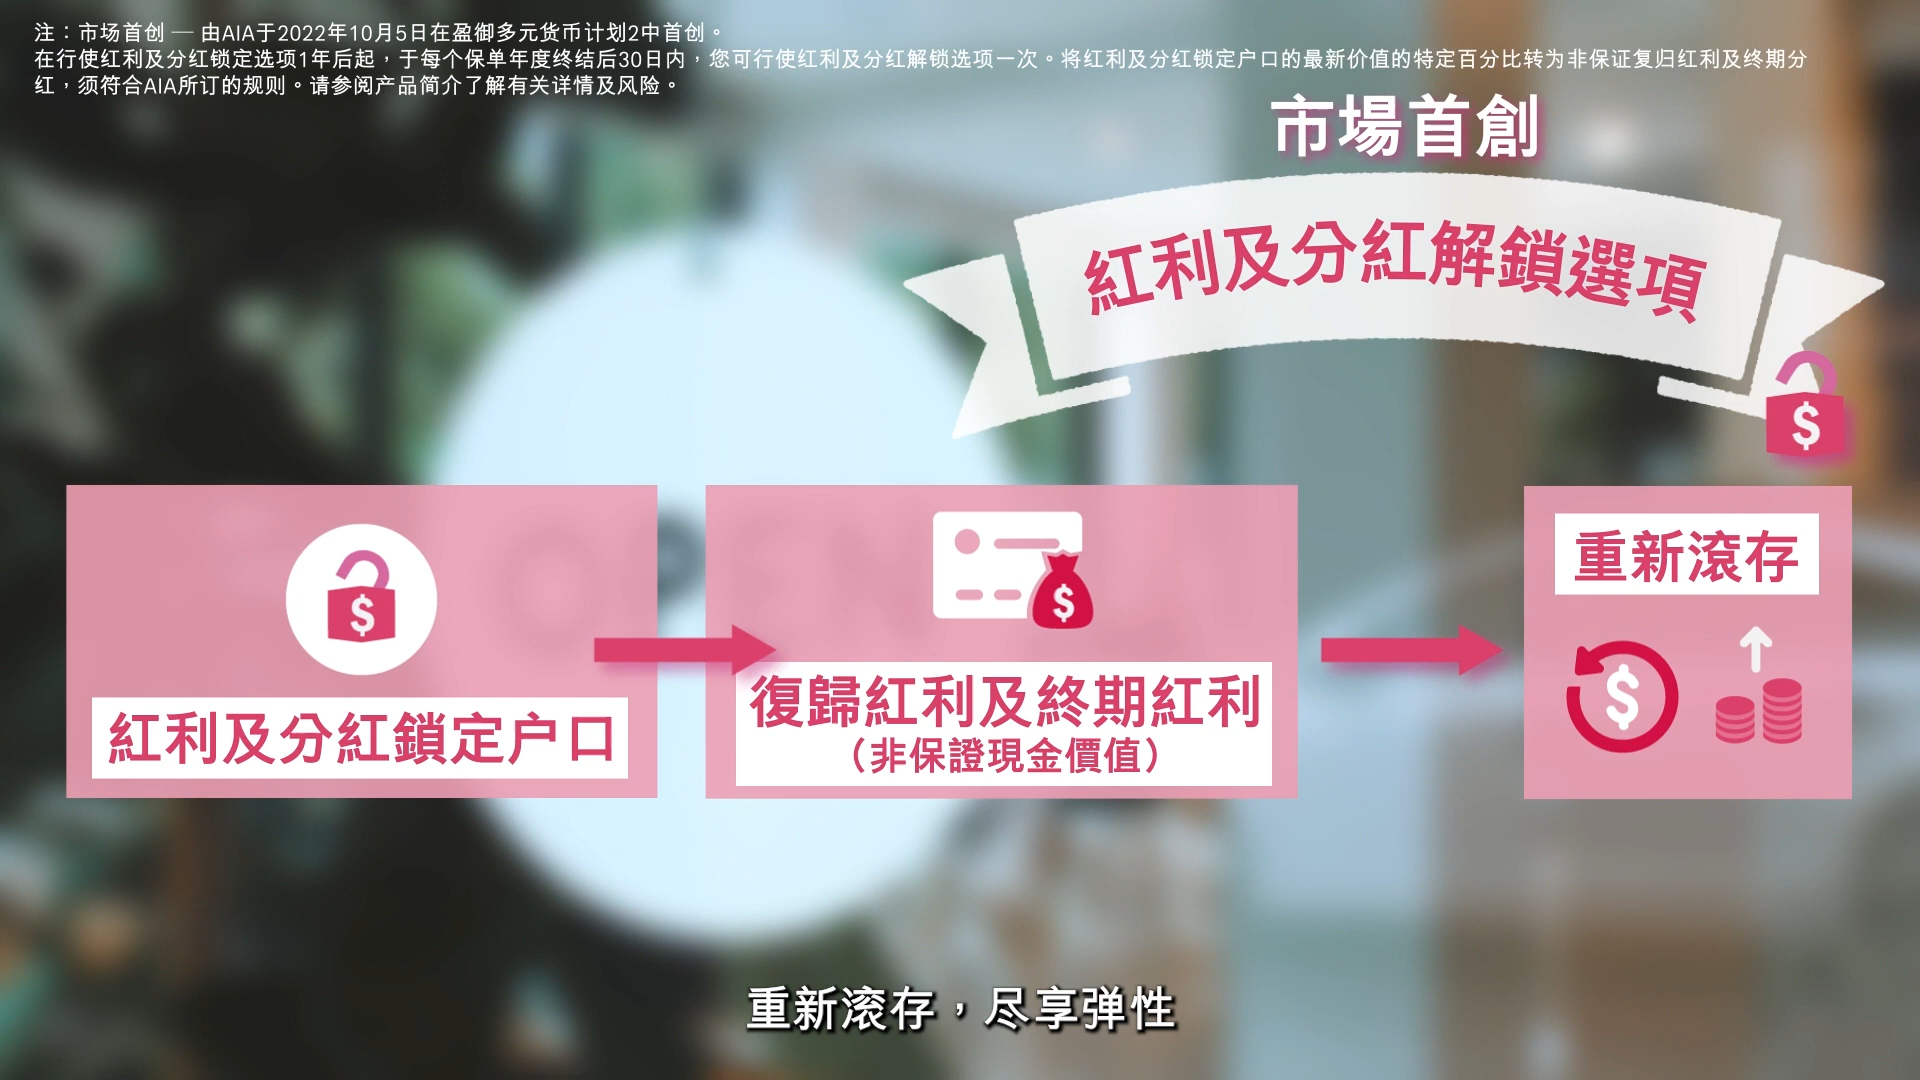 注：市场首创 — 由AIA于2022年10月5日在盈御多元货币计划2中首创。
在行使红利及分红锁定选项1年后起，于每个保单年度终结后30日内，您可行使红利及分红解锁选项一次。将红利及分红锁定户口的最新价值的特定百分比转为非保证复归红利及终期分
红，须符合AIA所订的规则。请参阅产品简介了解有关详情及风险。
市場首創
紅利及分紅解鎖選項
$
$
紅利及分紅鎖定户口
$
復歸紅利及終期紅利
（非保證現金價值）
重新滾存
$
OPEN
重新滚存，尽享弹性